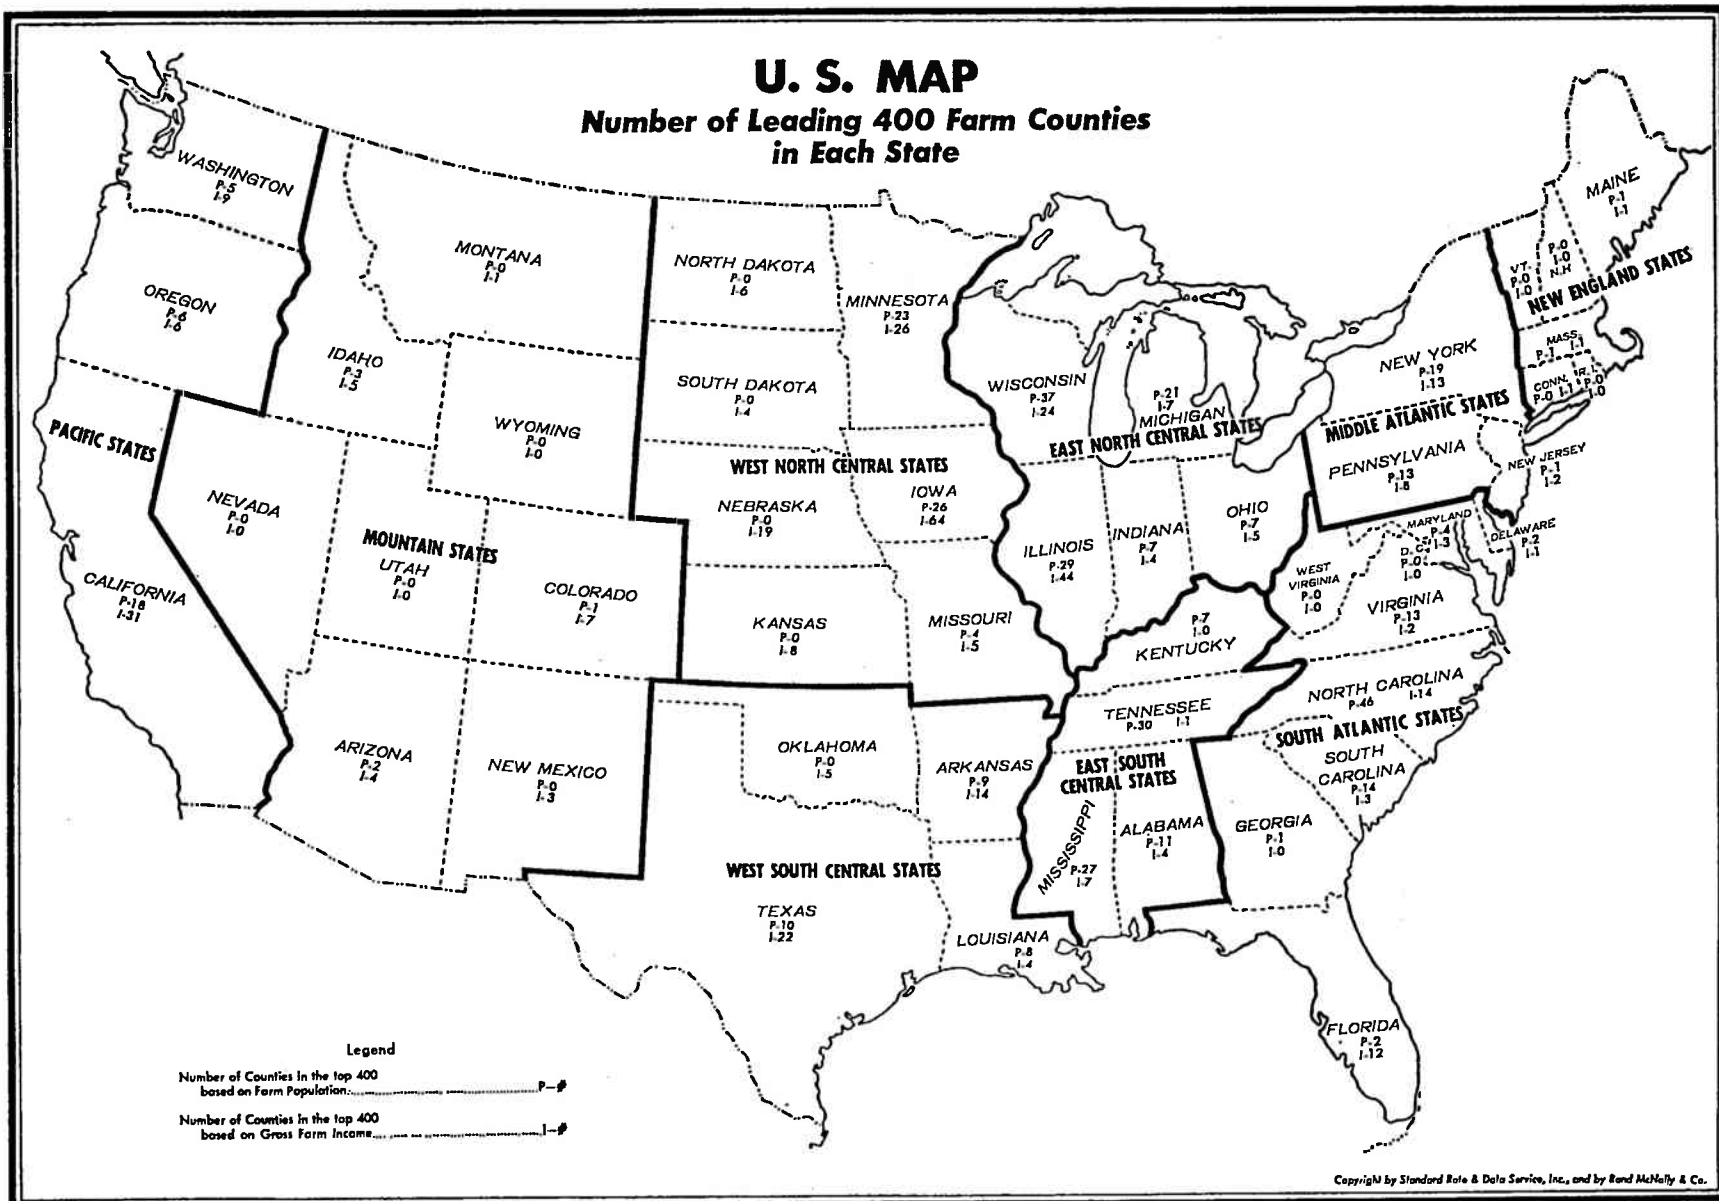 U. S. MAP
Number of Leading 400 Farm Counties
in Each State
WASHINGTON
P-5
I-9
OREGON
P-6
I-6
PACIFIC STATES
CALIFORNIA
P-18
I-31
MONTANA
P-0
I-1
IDAHO
P-3
I-5
WYOMING
P-0
I-0
NEVADA
P-0
I-0
MOUNTAIN STATES
UTAH
P-0
I-0
COLORADO
P-1
I-7
ARIZONA
P-2
I-4
NEW MEXICO
P-0
I-3
NORTH DAKOTA
P-0
I-6
MINNESOTA
P-23
I-26
SOUTH DAKOTA
P-0
I-4
WEST NORTH CENTRAL STATES
NEBRASKA
P-0
I-19
IOWA
P-26
I-64
KANSAS
P-0
I-8
MISSOURI
P-4
I-5
OKLAHOMA
P-0
I-5
ARKANSAS
P-9
I-14
WEST SOUTH CENTRAL STATES
TEXAS
P-10
I-22
LOUISIANA
P-8
I-4
WISCONSIN
P-37
I-24
P-21
I-7
MICHIGAN
EAST NORTH CENTRAL STATES
ILLINOIS
P-29
I-44
INDIANA
P-7
I-4
OHIO
P-7
I-5
P-7
I-0
KENTUCKY
TENNESSEE
P-30 I-1
EAST SOUTH
CENTRAL STATES
MISSISSIPPI
P-27
I-7
ALABAMA
P-11
I-4
MAINE
P-1
I-1
VT.
P-0
I-0
P-0
I-0
N.H
NEW ENGLAND STATES
MASS.
P-1 I-1
CONN.
P-0 I-1
R.I.
P-0
I-0
NEW YORK
P-19
I-13
MIDDLE ATLANTIC STATES
PENNSYLVANIA
P-13
I-8
NEW JERSEY
P-1
I-2
MARYLAND
P-4
I-3
DELAWARE
P-2
I-1
D.C.
P-0
I-0
WEST
VIRGINIA
P-0
I-0
VIRGINIA
P-13
I-2
NORTH CAROLINA
P-46 I-14
SOUTH ATLANTIC STATES
SOUTH
CAROLINA
P-14
I-3
GEORGIA
P-1
I-0
FLORIDA
P-2
I-12
Legend
Number of Counties in the top 400
based on Farm Population: P-#
Number of Counties in the top 400
based on Gross Farm Income I-#
Copyright by Standard Rate & Data Service, Inc., and by Rand McNally & Co.